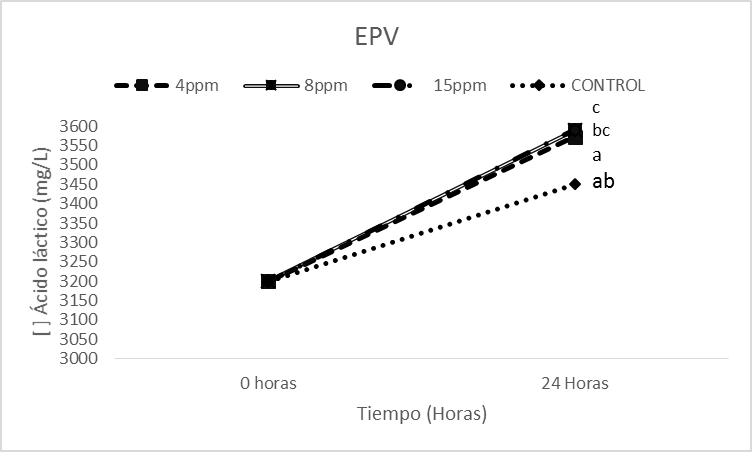 EPV
4ppm 8ppm 15ppm CONTROL
[ ] Ácido láctico (mg/L)
3600
3550
3500
3450
3400
3350
3300
3250
3200
3150
3100
3050
3000
c
bc
a
ab
0 horas 24 Horas
Tiempo (Horas)